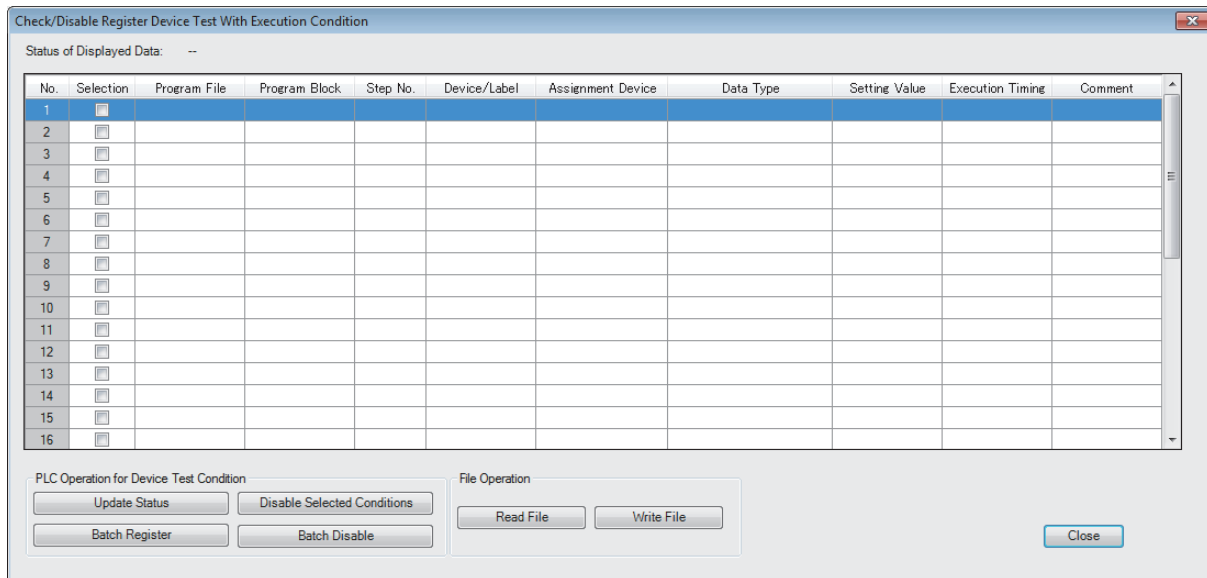 Check/Disable Register Device Test With Execution Condition
Status of Displayed Data: --
No. Selection Program File Program Block Step No. Device/Label Assignment Device Data Type Setting Value Execution Timing Comment
1
2
3
4
5
6
7
8
9
10
11
12
13
14
15
16
PLC Operation for Device Test Condition File Operation
Update Status Disable Selected Conditions
Read File Write File
Batch Register Batch Disable
Close